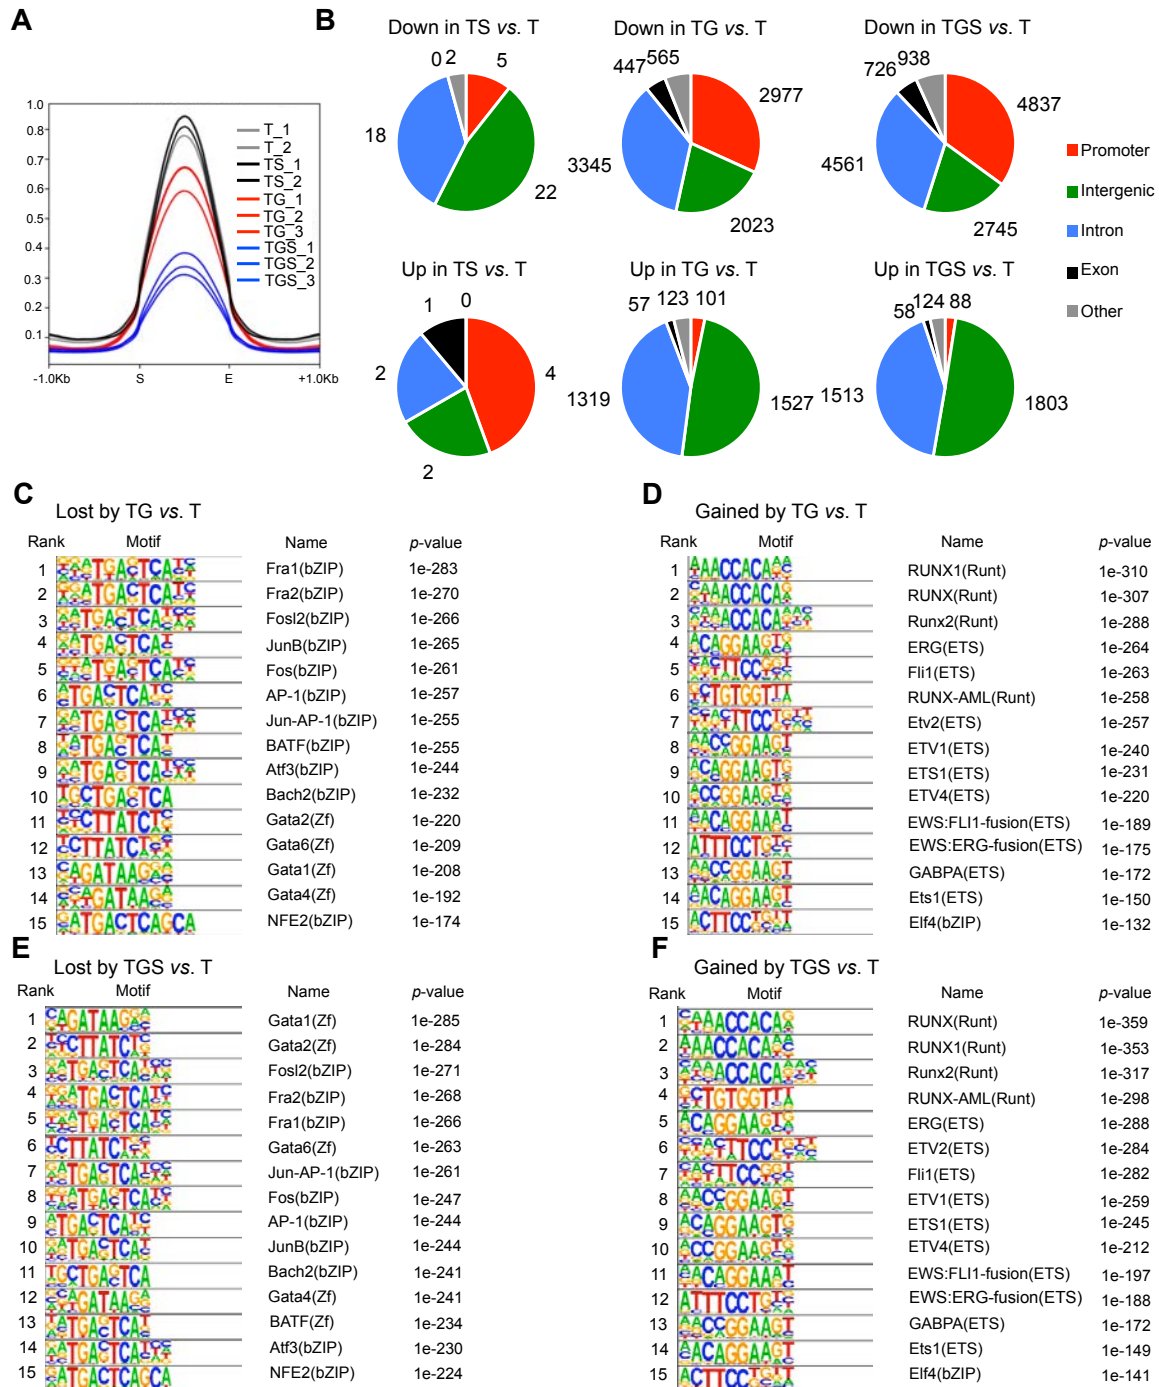 A
1.0
0.8
0.7
0.6
0.5
0.4
0.3
0.2
0.1
-1.0Kb
S
E
+1.0Kb
T_1
T_2
TS_1
TS_2
TG_1
TG_2
TG_3
TGS_1
TGS_2
TGS_3
B
Down in TS vs. T
0 2 5
18
22
Down in TG vs. T
447 565
2977
3345
2023
Down in TGS vs. T
726 938
4837
4561
2745
Up in TS vs. T
1 0
2
4
2
Up in TG vs. T
57 123 101
1319
1527
Up in TGS vs. T
58 124 88
1513
1803
Promoter
Intergenic
Intron
Exon
Other
C
Lost by TG vs. T
Rank Motif Name p-value
1 Fra1(bZIP) 1e-283
2 Fra2(bZIP) 1e-270
3 Fosl2(bZIP) 1e-266
4 JunB(bZIP) 1e-265
5 Fos(bZIP) 1e-261
6 AP-1(bZIP) 1e-257
7 Jun-AP-1(bZIP) 1e-255
8 BATF(bZIP) 1e-255
9 Atf3(bZIP) 1e-244
10 Bach2(bZIP) 1e-232
11 Gata2(Zf) 1e-220
12 Gata6(Zf) 1e-209
13 Gata1(Zf) 1e-208
14 Gata4(Zf) 1e-192
15 NFE2(bZIP) 1e-174
D
Gained by TG vs. T
Rank Motif Name p-value
1 RUNX1(Runt) 1e-310
2 RUNX(Runt) 1e-307
3 Runx2(Runt) 1e-288
4 ERG(ETS) 1e-264
5 Fli1(ETS) 1e-263
6 RUNX-AML(Runt) 1e-258
7 Etv2(ETS) 1e-257
8 ETV1(ETS) 1e-240
9 ETS1(ETS) 1e-231
10 ETV4(ETS) 1e-220
11 EWS:FLI1-fusion(ETS) 1e-189
12 EWS:ERG-fusion(ETS) 1e-175
13 GABPA(ETS) 1e-172
14 Ets1(ETS) 1e-150
15 Elf4(bZIP) 1e-132
E
Lost by TGS vs. T
Rank Motif Name p-value
1 Gata1(Zf) 1e-285
2 Gata2(Zf) 1e-284
3 Fosl2(bZIP) 1e-271
4 Fra2(bZIP) 1e-268
5 Fra1(bZIP) 1e-266
6 Gata6(Zf) 1e-263
7 Jun-AP-1(bZIP) 1e-261
8 Fos(bZIP) 1e-247
9 AP-1(bZIP) 1e-244
10 JunB(bZIP) 1e-244
11 Bach2(bZIP) 1e-241
12 Gata4(Zf) 1e-241
13 BATF(Zf) 1e-234
14 Atf3(bZIP) 1e-230
15 NFE2(bZIP) 1e-224
F
Gained by TGS vs. T
Rank Motif Name p-value
1 RUNX(Runt) 1e-359
2 RUNX1(Runt) 1e-353
3 Runx2(Runt) 1e-317
4 RUNX-AML(Runt) 1e-298
5 ERG(ETS) 1e-288
6 ETV2(ETS) 1e-284
7 Fli1(ETS) 1e-282
8 ETV1(ETS) 1e-259
9 ETS1(ETS) 1e-245
10 ETV4(ETS) 1e-212
11 EWS:FLI1-fusion(ETS) 1e-197
12 EWS:ERG-fusion(ETS) 1e-188
13 GABPA(ETS) 1e-172
14 Ets1(ETS) 1e-149
15 Elf4(bZIP) 1e-141